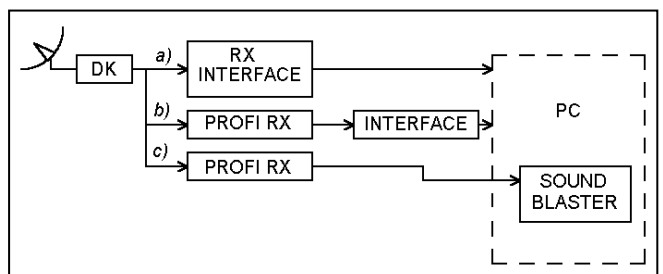 DK
a)
RX
INTERFACE
b)
PROFI RX
INTERFACE
c)
PROFI RX
PC
SOUND
BLASTER